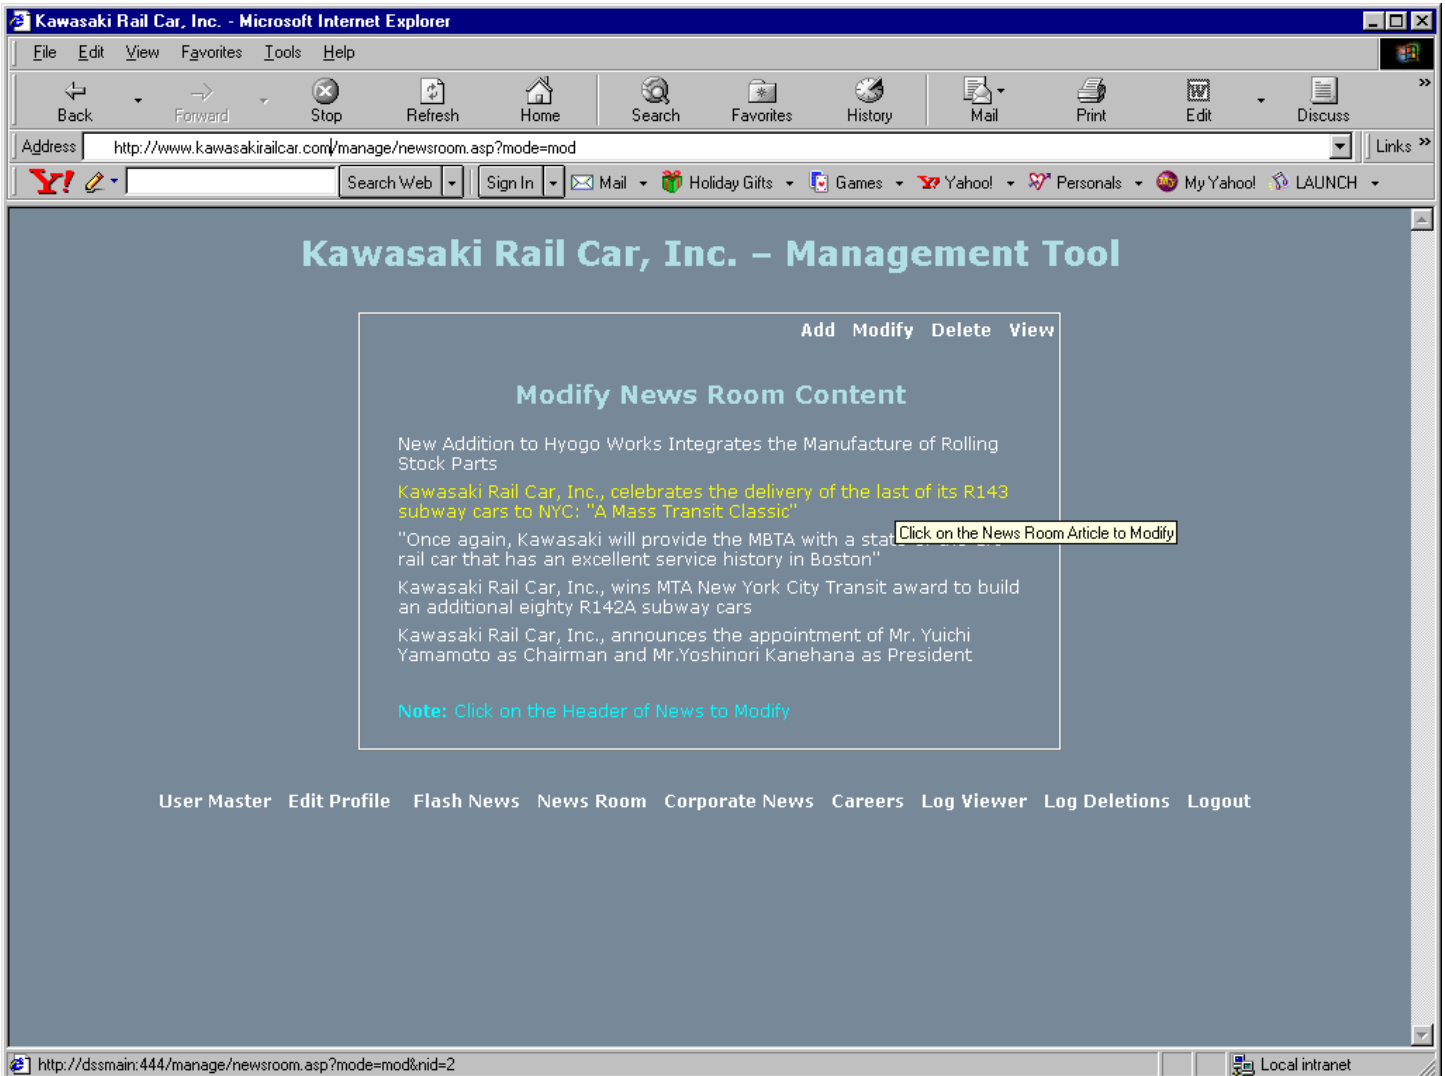 Kawasaki Rail Car, Inc. - Microsoft Internet Explorer
File Edit View Favorites Tools Help
Back Forward Stop Refresh Home Search Favorites History Mail Print Edit Discuss »
Address http://www.kawasakirailcar.com/manage/newsroom.asp?mode=mod Links »
Y! Search Web Sign In Mail Holiday Gifts Games Yahoo! Personals My Yahoo! LAUNCH
Kawasaki Rail Car, Inc. – Management Tool
Add Modify Delete View
Modify News Room Content
New Addition to Hyogo Works Integrates the Manufacture of Rolling
Stock Parts
Kawasaki Rail Car, Inc., celebrates the delivery of the last of its R143
subway cars to NYC: "A Mass Transit Classic"
Click on the News Room Article to Modify
"Once again, Kawasaki will provide the MBTA with a
rail car that has an excellent service history in Boston"
Kawasaki Rail Car, Inc., wins MTA New York City Transit award to build
an additional eighty R142A subway cars
Kawasaki Rail Car, Inc., announces the appointment of Mr. Yuichi
Yamamoto as Chairman and Mr.Yoshinori Kanehana as President
Note: Click on the Header of News to Modify
User Master Edit Profile Flash News News Room Corporate News Careers Log Viewer Log Deletions Logout
http://dssmain:444/manage/newsroom.asp?mode=mod&nid=2 Local intranet